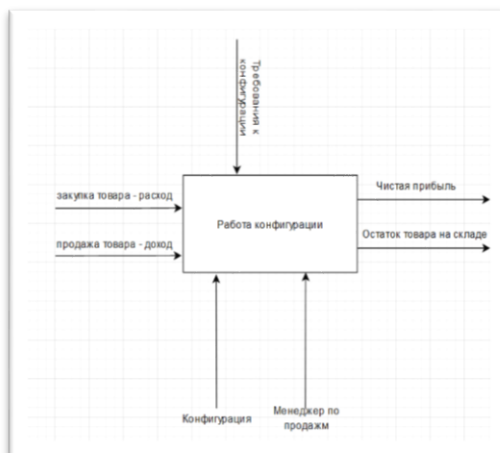 Требования к
конфигурации
закупка товара - расход
Чистая прибыль
Работа конфигурации
Остаток товара на складе
продажа товара - доход
Конфигурация
Менеджер по
продажм